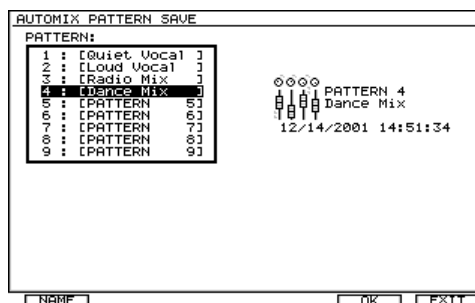 AUTOMIX PATTERN SAVE
PATTERN:
1 : [Quiet Vocal ]
2 : [Loud Vocal ]
3 : [Radio Mix ]
4 : [Dance Mix ]
5 : [PATTERN 5]
6 : [PATTERN 6]
7 : [PATTERN 7]
8 : [PATTERN 8]
9 : [PATTERN 9]
PATTERN 4
Dance Mix
12/14/2001 14:51:34
NAME
OK
EXIT